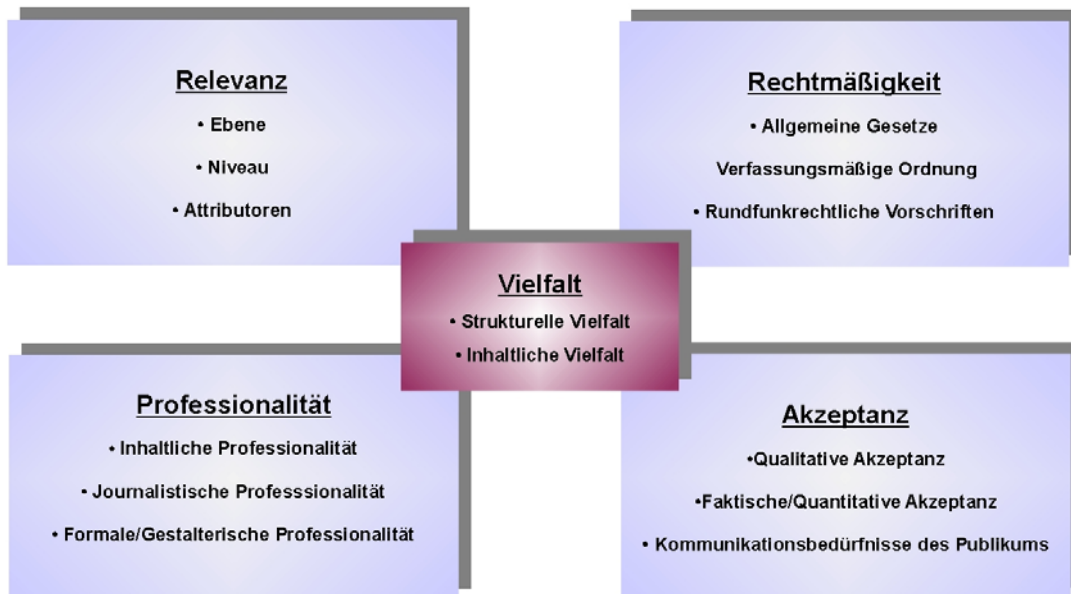 Relevanz
• Ebene
• Niveau
• Attributoren
Rechtmäßigkeit
• Allgemeine Gesetze
Verfassungsmäßige Ordnung
• Rundfunkrechtliche Vorschriften
Vielfalt
• Strukturelle Vielfalt
• Inhaltliche Vielfalt
Professionalität
• Inhaltliche Professionalität
• Journalistische Professsionalität
• Formale/Gestalterische Professionalität
Akzeptanz
•Qualitative Akzeptanz
•Faktische/Quantitative Akzeptanz
• Kommunikationsbedürfnisse des Publikums